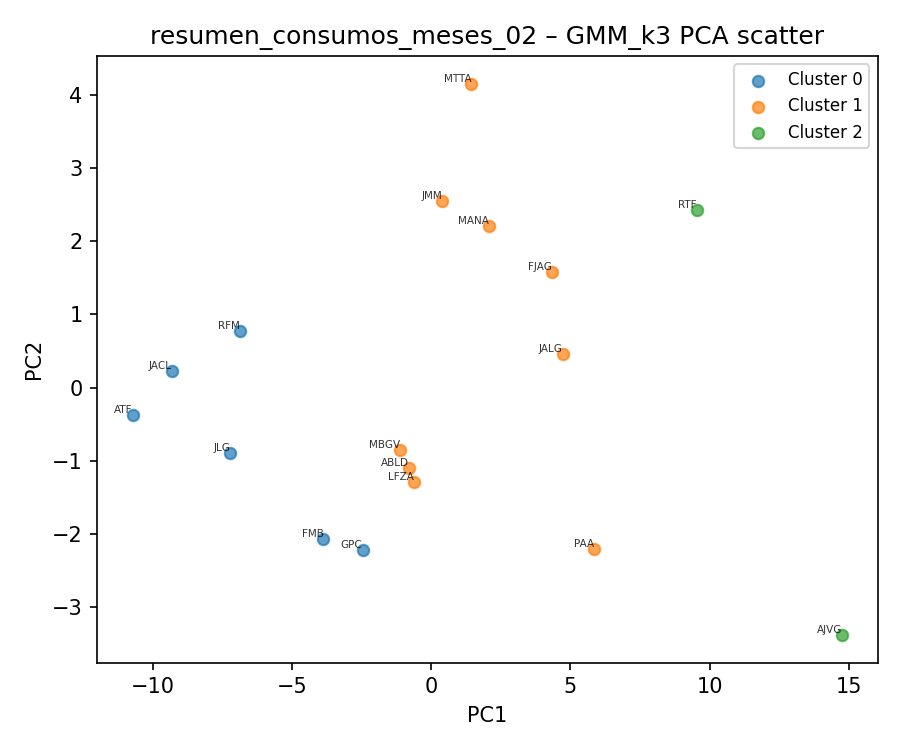 resumen_consumos_meses_02 – GMM_k3 PCA scatter
Cluster 0
Cluster 1
Cluster 2
MTTA
JMM
MANA
RTF
FJAG
JALG
RFM
JACL
ATF
JLG
MBGV
ABLD
LFZA
FMB
GPC
PAA
AJVG
4
3
2
1
0
−1
−2
−3
PC2
−10
−5
0
5
10
15
PC1